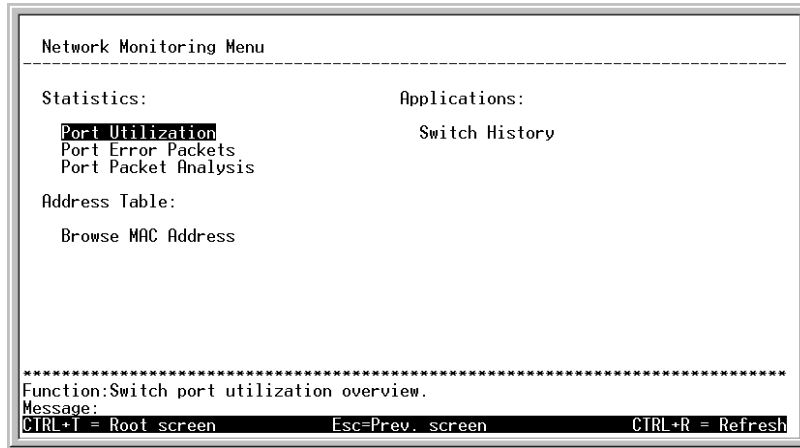 Network Monitoring Menu
--------------------------------------------------------------------------------
Statistics: Applications:
Port Utilization Switch History
Port Error Packets
Port Packet Analysis
Address Table:
Browse MAC Address
********************************************************************************
Function:Switch port utilization overview.
Message:
CTRL+T = Root screen Esc=Prev. screen CTRL+R = Refresh